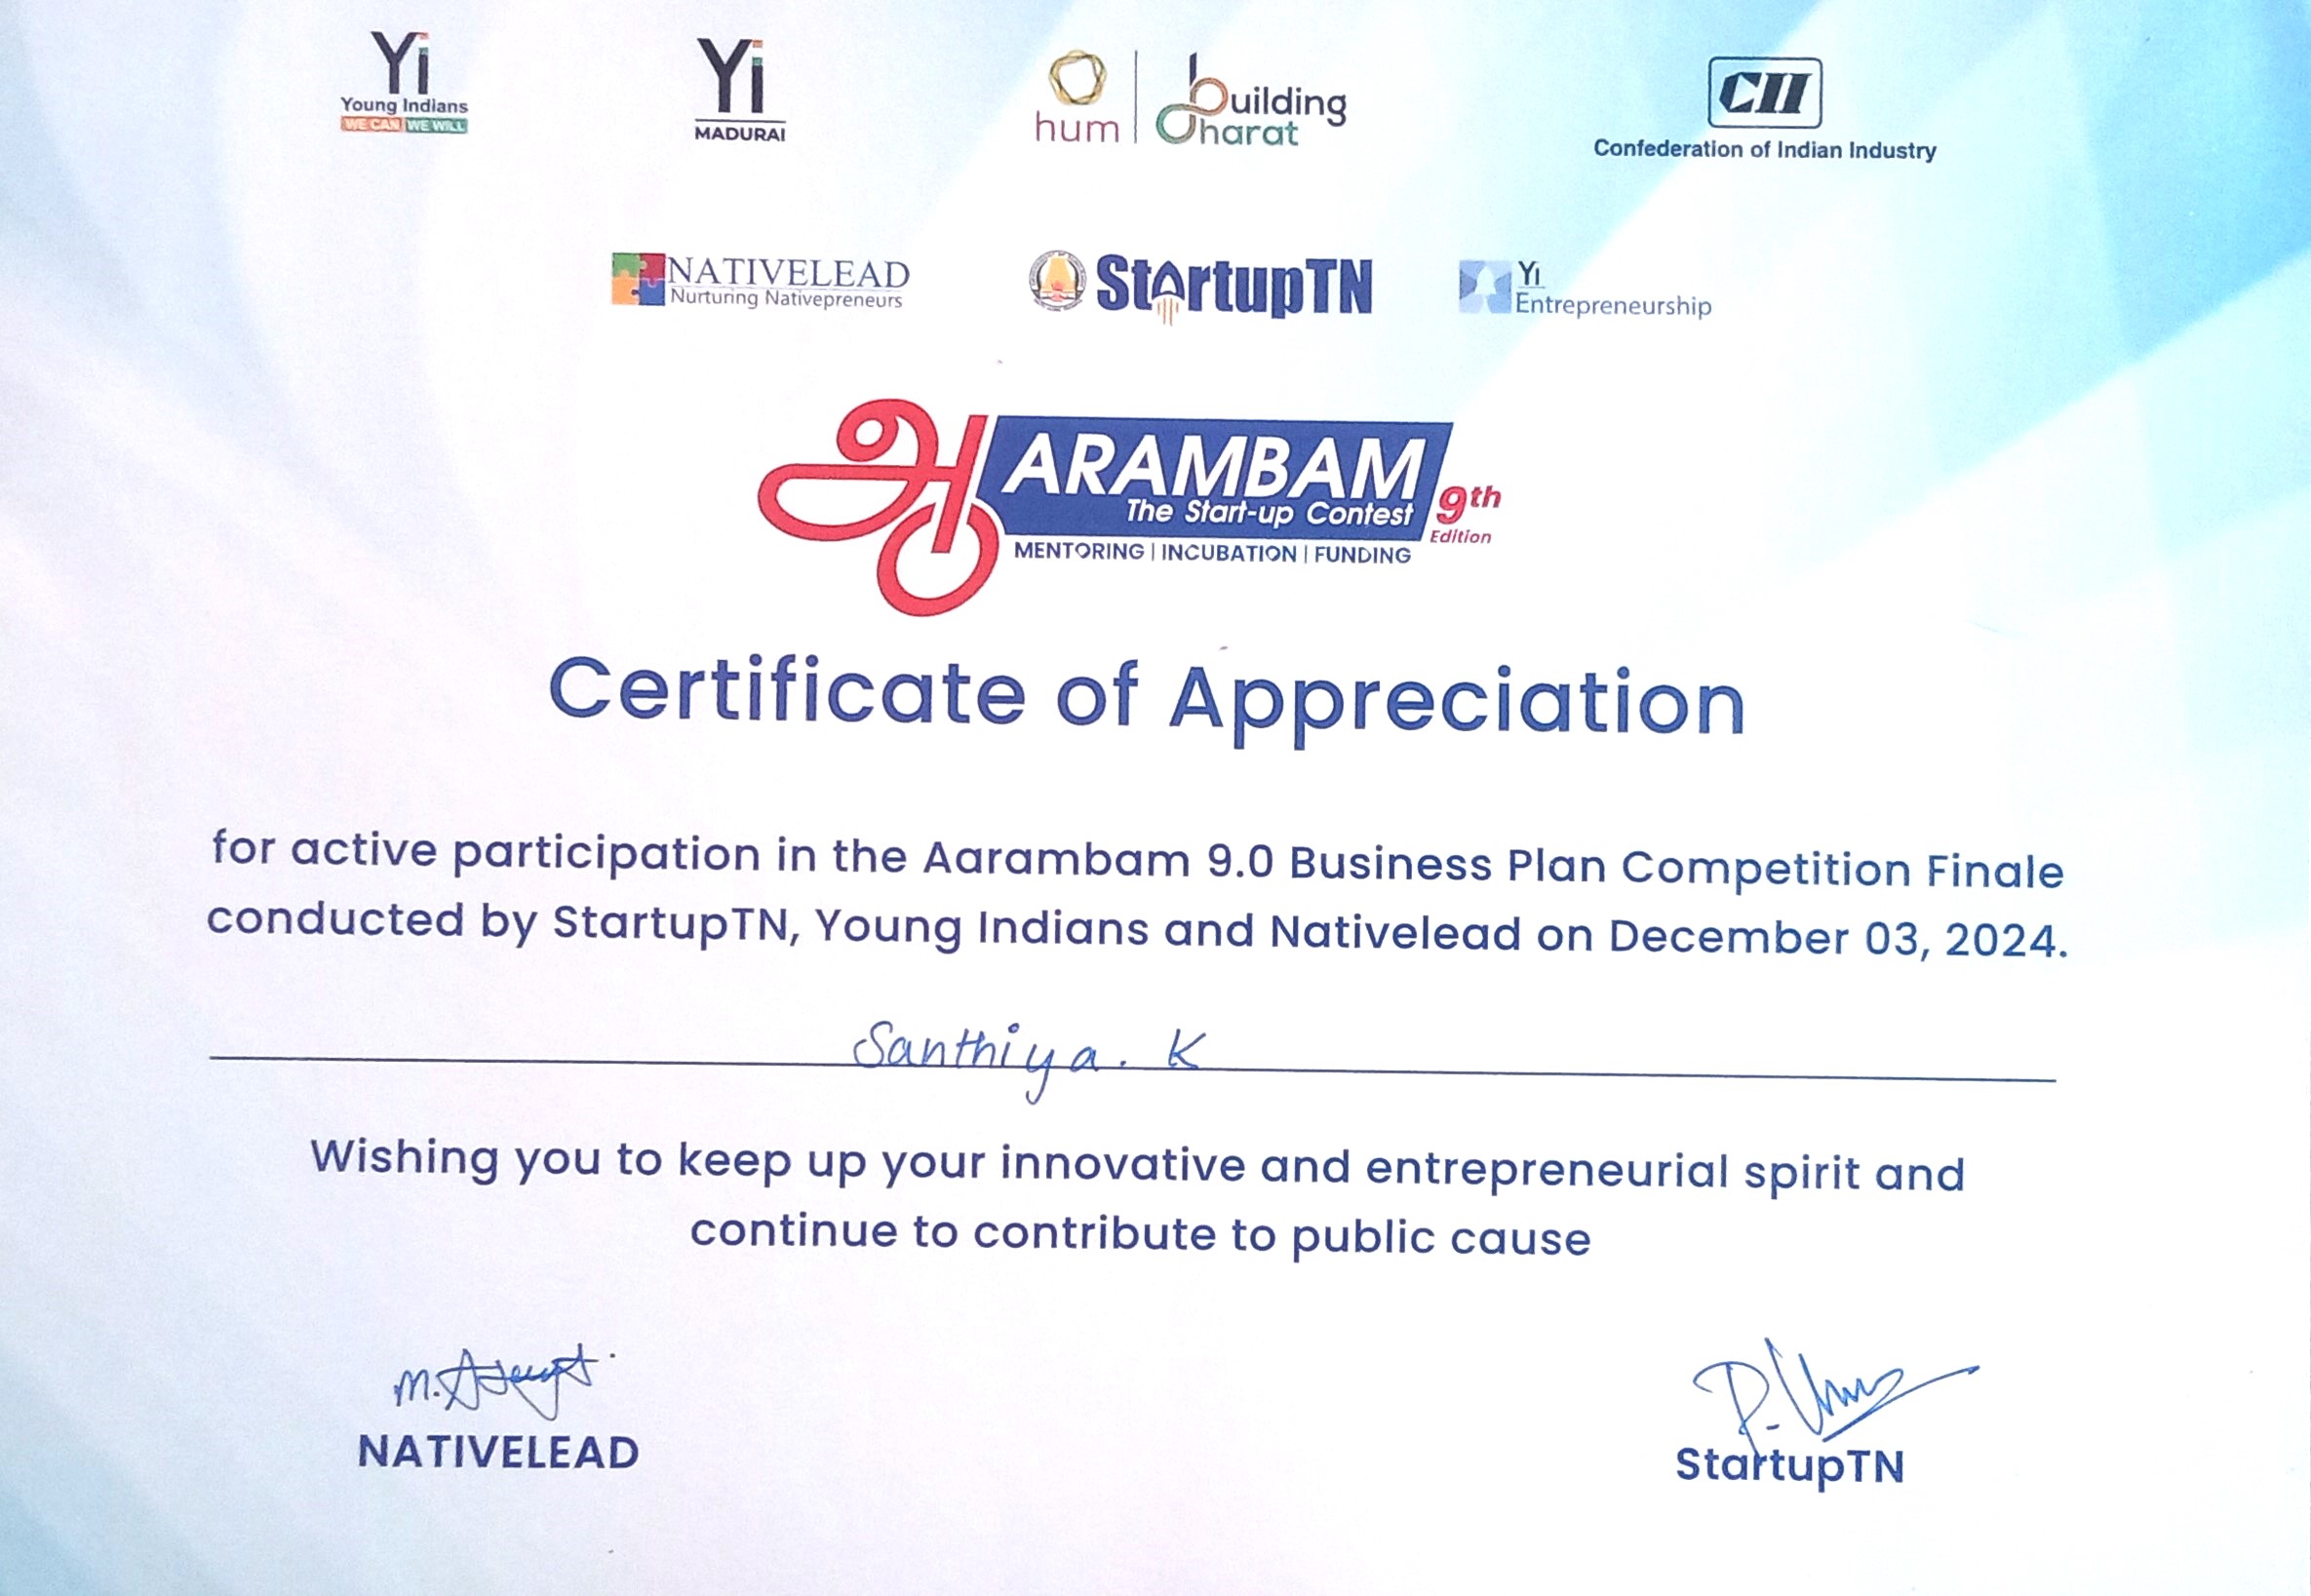 Yi
Young Indians
WE CAN WE WILL
Yi
MADURAI
hum
building
bharat
CII
Confederation of Indian Industry
NATIVELEAD
Nurturing Nativepreneurs
StartupTN
Yi
Entrepreneurship
ஆ ARAMBAM
The Start-up Contest
9th
Edition
MENTORING | INCUBATION | FUNDING
Certificate of Appreciation
for active participation in the Aarambam 9.0 Business Plan Competition Finale
conducted by StartupTN, Young Indians and Nativelead on December 03, 2024.
Santhiya. K
Wishing you to keep up your innovative and entrepreneurial spirit and
continue to contribute to public cause
NATIVELEAD
StartupTN